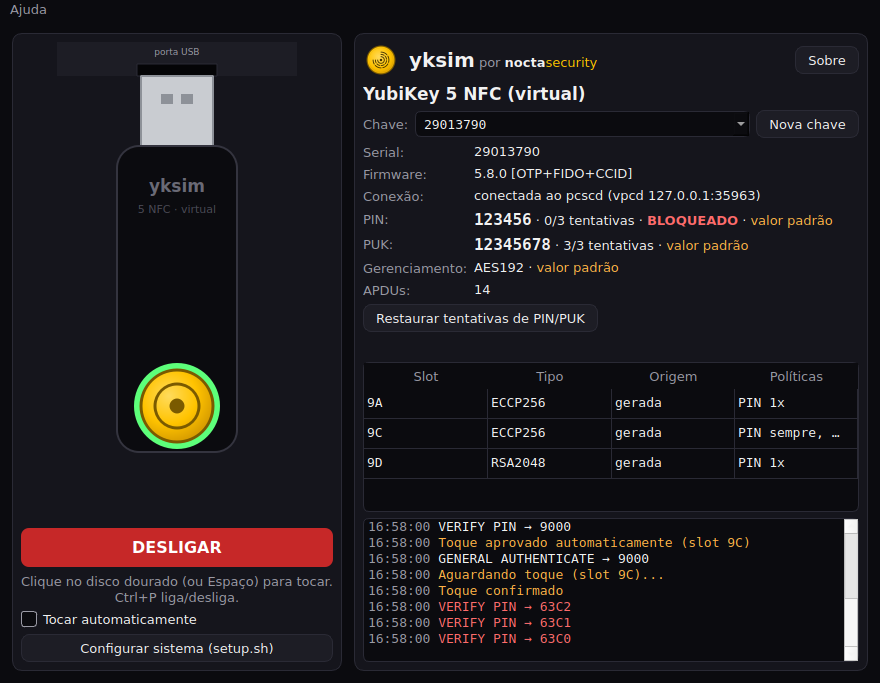 Ajuda
porta USB
yksim
5 NFC · virtual
DESLIGAR
Clique no disco dourado (ou Espaço) para tocar.
Ctrl+P liga/desliga.
Tocar automaticamente
Configurar sistema (setup.sh)
yksim por noctasecurity
Sobre
YubiKey 5 NFC (virtual)
Chave: 29013790 Nova chave
Serial: 29013790
Firmware: 5.8.0 [OTP+FIDO+CCID]
Conexão: conectada ao pcscd (vpcd 127.0.0.1:35963)
PIN: 123456 · 0/3 tentativas · BLOQUEADO · valor padrão
PUK: 12345678 · 3/3 tentativas · valor padrão
Gerenciamento: AES192 · valor padrão
APDUs: 14
Restaurar tentativas de PIN/PUK
Slot Tipo Origem Políticas
9A ECCP256 gerada PIN 1x
9C ECCP256 gerada PIN sempre, …
9D RSA2048 gerada PIN 1x
16:58:00 VERIFY PIN → 9000
16:58:00 Toque aprovado automaticamente (slot 9C)
16:58:00 GENERAL AUTHENTICATE → 9000
16:58:00 Aguardando toque (slot 9C)...
16:58:00 Toque confirmado
16:58:00 VERIFY PIN → 63C2
16:58:00 VERIFY PIN → 63C1
16:58:00 VERIFY PIN → 63C0